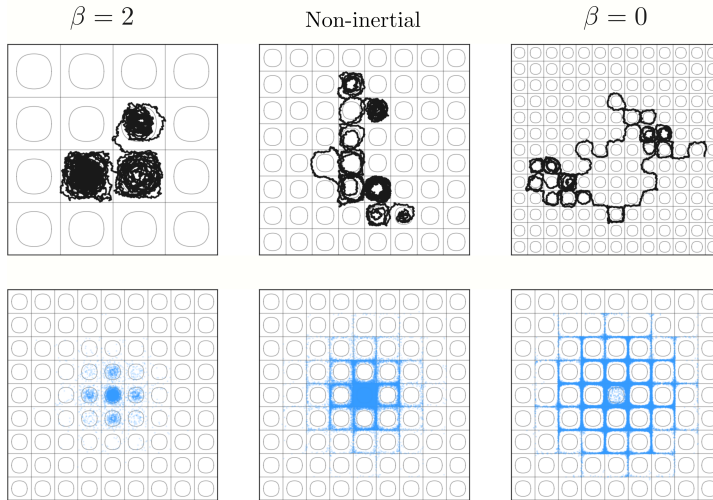 β = 2
Non-inertial
β = 0